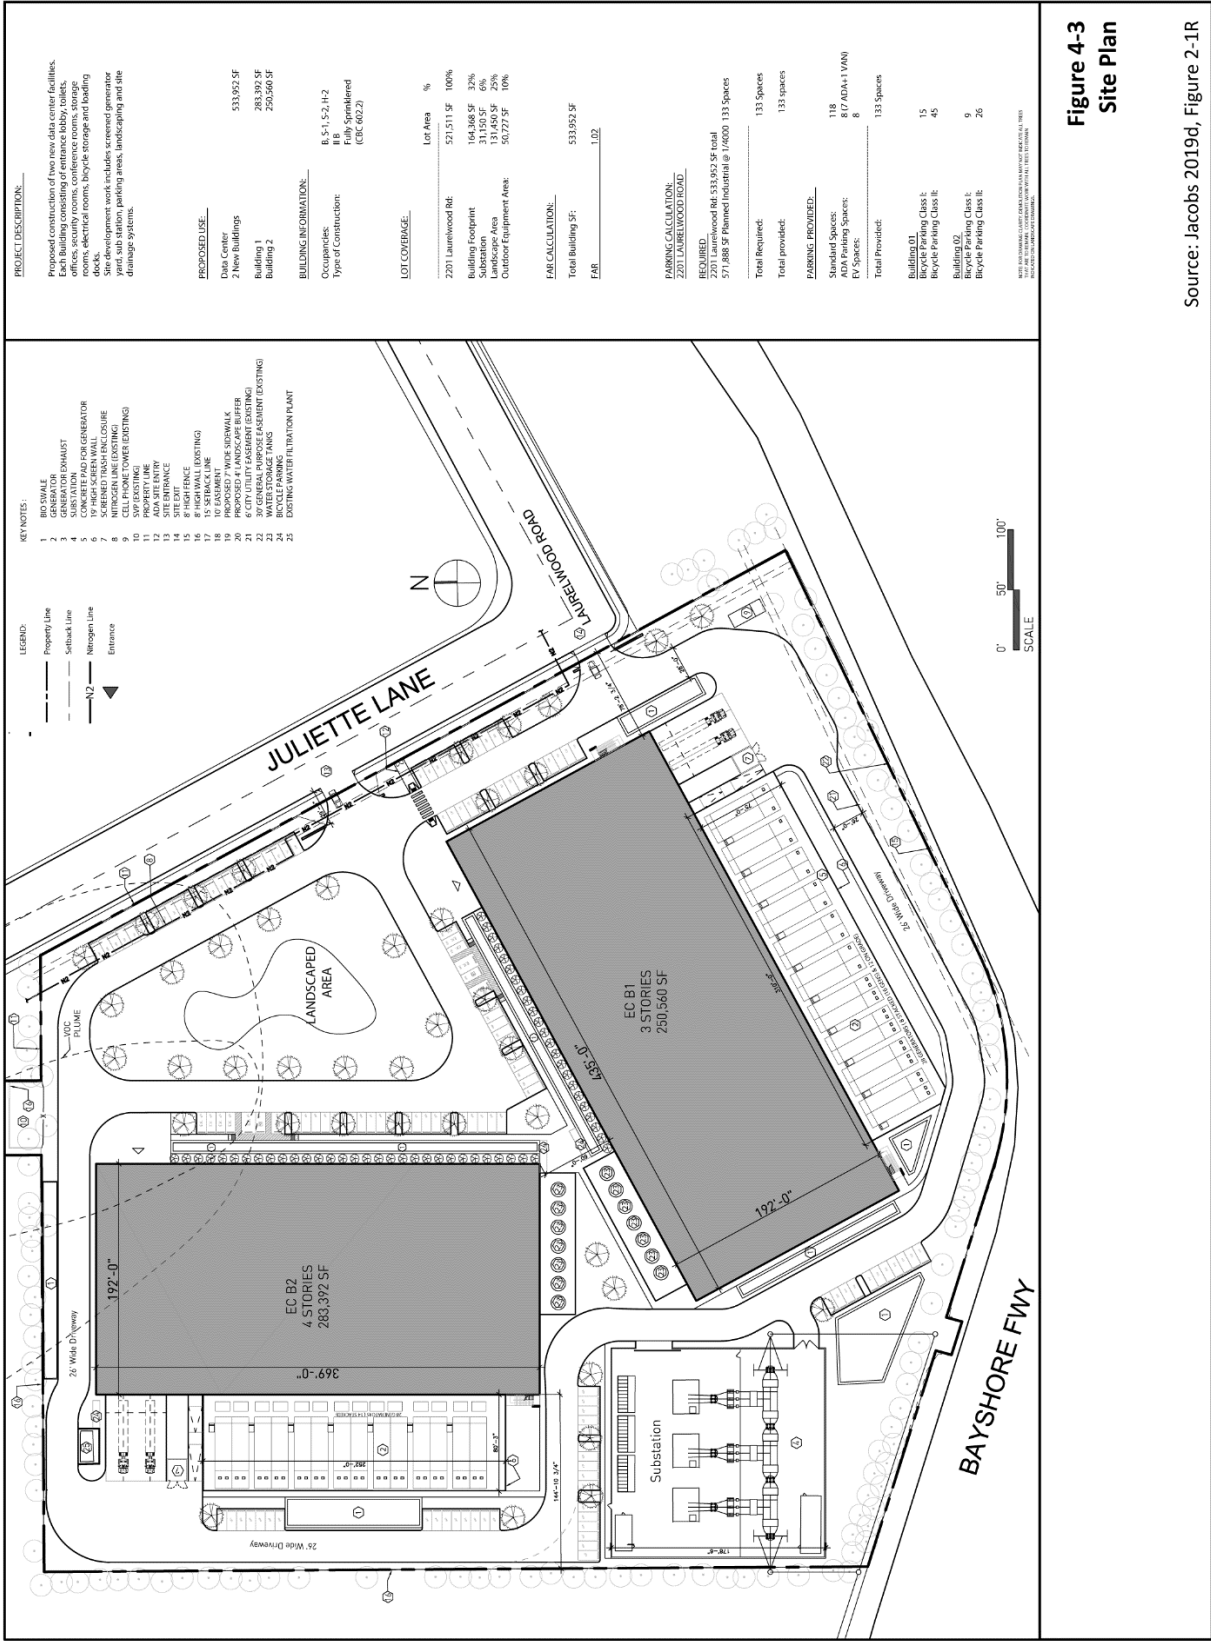 Figure 4-3
Site Plan
Source: Jacobs 2019d, Figure 2-1R
PROJECT DESCRIPTION:
Proposed construction of two new data center facilities.
Each Building consisting of entrance lobby, toilets,
offices, security rooms, conference rooms, storage
rooms, electrical rooms, bicycle storage and loading
docks.
Site development work includes screened generator
yard, sub station, parking areas, landscaping and site
drainage systems.
PROPOSED USE:
Data Center 533,952 SF
2 New Buildings
Building 1 283,392 SF
Building 2 250,560 SF
BUILDING INFORMATION:
Occupancies: B, S-1, S-2, H-2
Type of Construction: II B
Fully Sprinklered
(CBC 602.2)
LOT COVERAGE:
Lot Area %
2201 Laurelwood Rd: 521,511 SF 100%
Building Footprint 164,368 SF 32%
Substation 31,150 SF 6%
Landscape Area 131,450 SF 25%
Outdoor Equipment Area: 50,727 SF 10%
FAR CALCULATION:
Total Building SF: 533,952 SF
FAR 1.02
PARKING CALCULATION:
2201 LAURELWOOD ROAD
REQUIRED
2201 Laurelwood Rd: 533,952 SF total
571,888 SF Planned Industrial @ 1/4000 133 Spaces
Total Required: 133 Spaces
Total provided: 133 spaces
PARKING PROVIDED:
Standard Spaces: 118
ADA Parking Spaces: 8 (7 ADA+1 VAN)
EV Spaces: 8
Total Provided: 133 Spaces
Building 01
Bicycle Parking Class I: 15
Bicycle Parking Class II: 45
Building 02
Bicycle Parking Class I: 9
Bicycle Parking Class II: 26
KEY NOTES :
1 BIO SWALE
2 GENERATOR
3 GENERATOR EXHAUST
4 SUBSTATION
5 CONCRETE PAD FOR GENERATOR
6 19' HIGH SCREEN WALL
7 SCREENED TRASH ENCLOSURE
8 NITROGEN LINE (EXISTING)
9 CELL PHONE TOWER (EXISTING)
10 SVP (EXISTING)
11 PROPERTY LINE
12 ADA SITE ENTRY
13 SITE ENTRANCE
14 SITE EXIT
15 8' HIGH FENCE
16 8' HIGH WALL (EXISTING)
17 15' SETBACK LINE
18 10' EASEMENT
19 PROPOSED 7' WIDE SIDEWALK
20 PROPOSED 4' LANDSCAPE BUFFER
21 6' CITY UTILITY EASEMENT (EXISTING)
22 30' GENERAL PURPOSE EASEMENT (EXISTING)
23 WATER STORAGE TANKS
24 BICYCLE PARKING
25 EXISTING WATER FILTRATION PLANT
LEGEND:
Property Line
Setback Line
N2 Nitrogen Line
Entrance
N
JULIETTE LANE
LAURELWOOD ROAD
BAYSHORE FWY
VOC
PLUME
LANDSCAPED
AREA
EC B2
4 STORIES
283,392 SF
192'-0"
369'-0"
EC B1
3 STORIES
250,560 SF
435'-0"
192'-0"
Substation
26' Wide Driveway
26' Wide Driveway
26' Wide Driveway
0' 50' 100'
SCALE